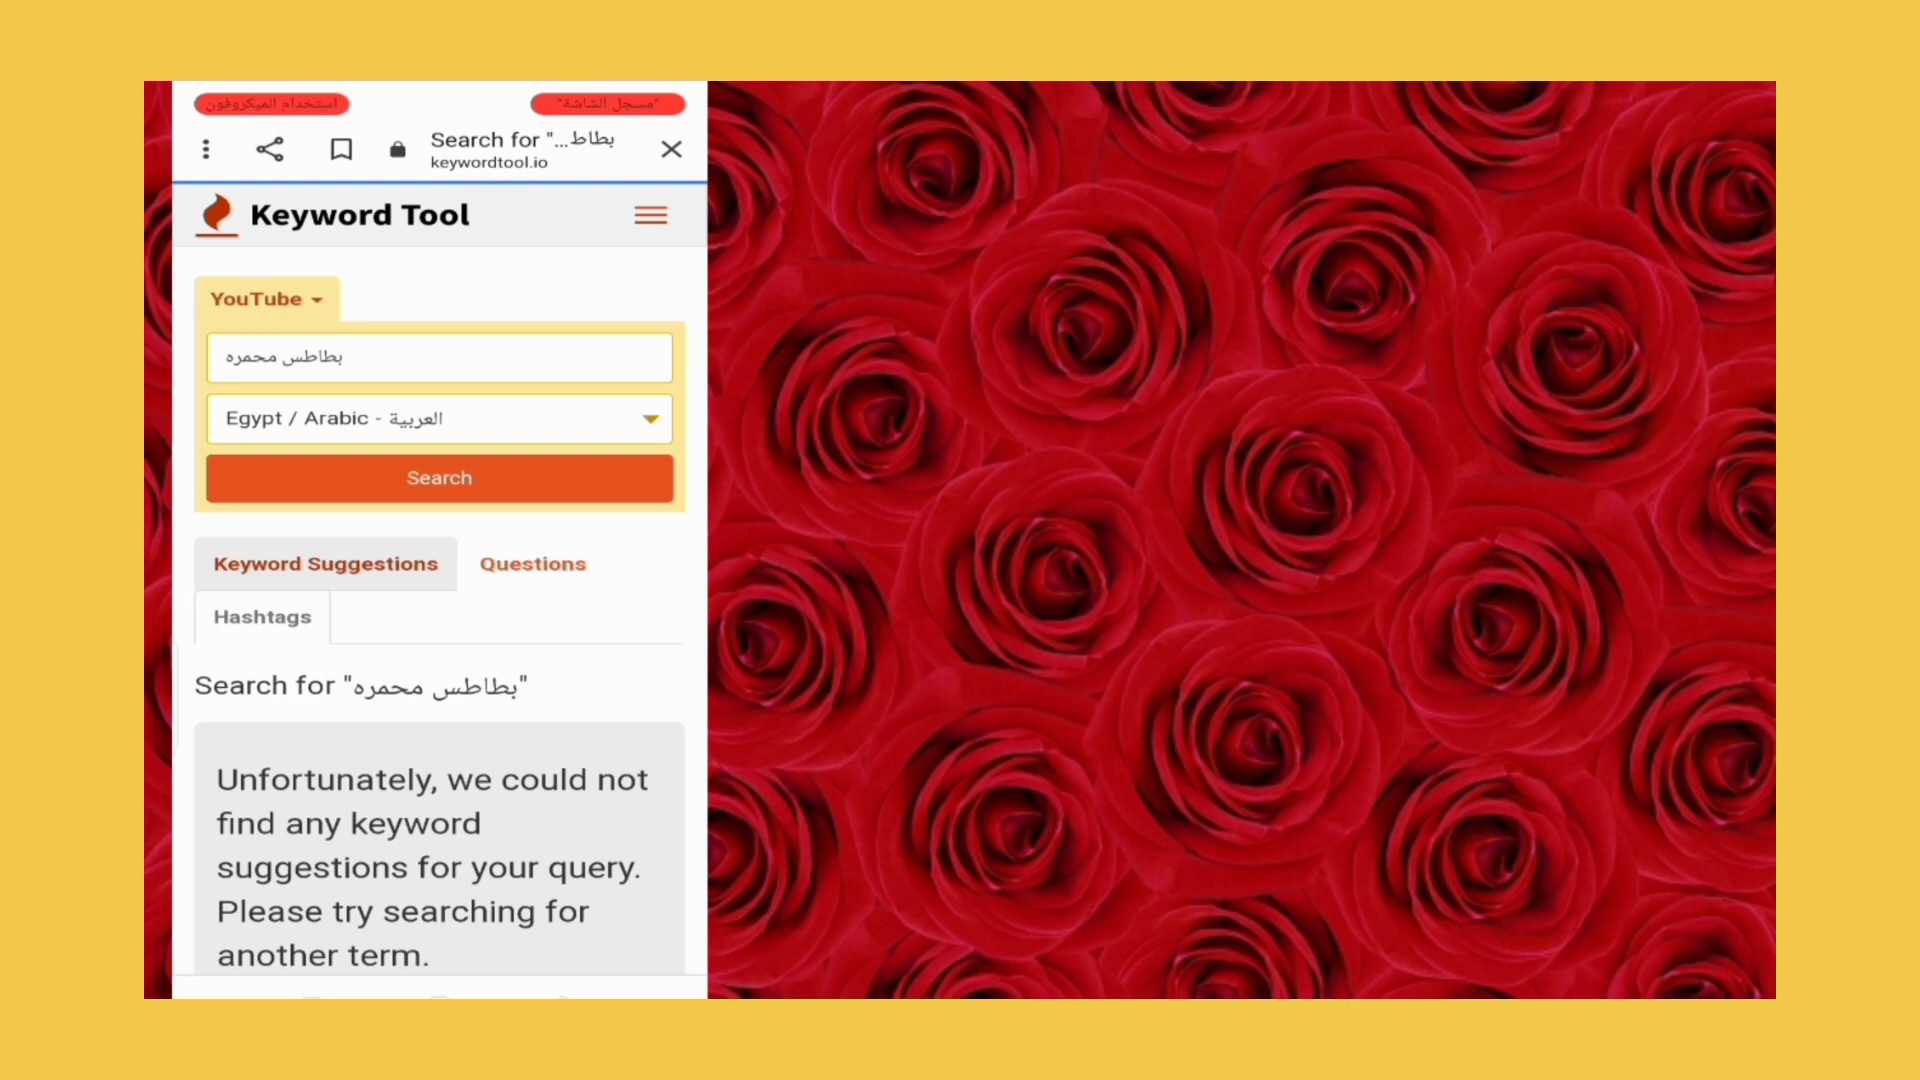 استخدام الميكروفون
"مسجل الشاشة"
Search for "...بطاط
keywordtool.io
Keyword Tool
YouTube
بطاطس محمره
Egypt / Arabic - العربية
Search
Keyword Suggestions
Questions
Hashtags
Search for "بطاطس محمره"
Unfortunately, we could not
find any keyword
suggestions for your query.
Please try searching for
another term.